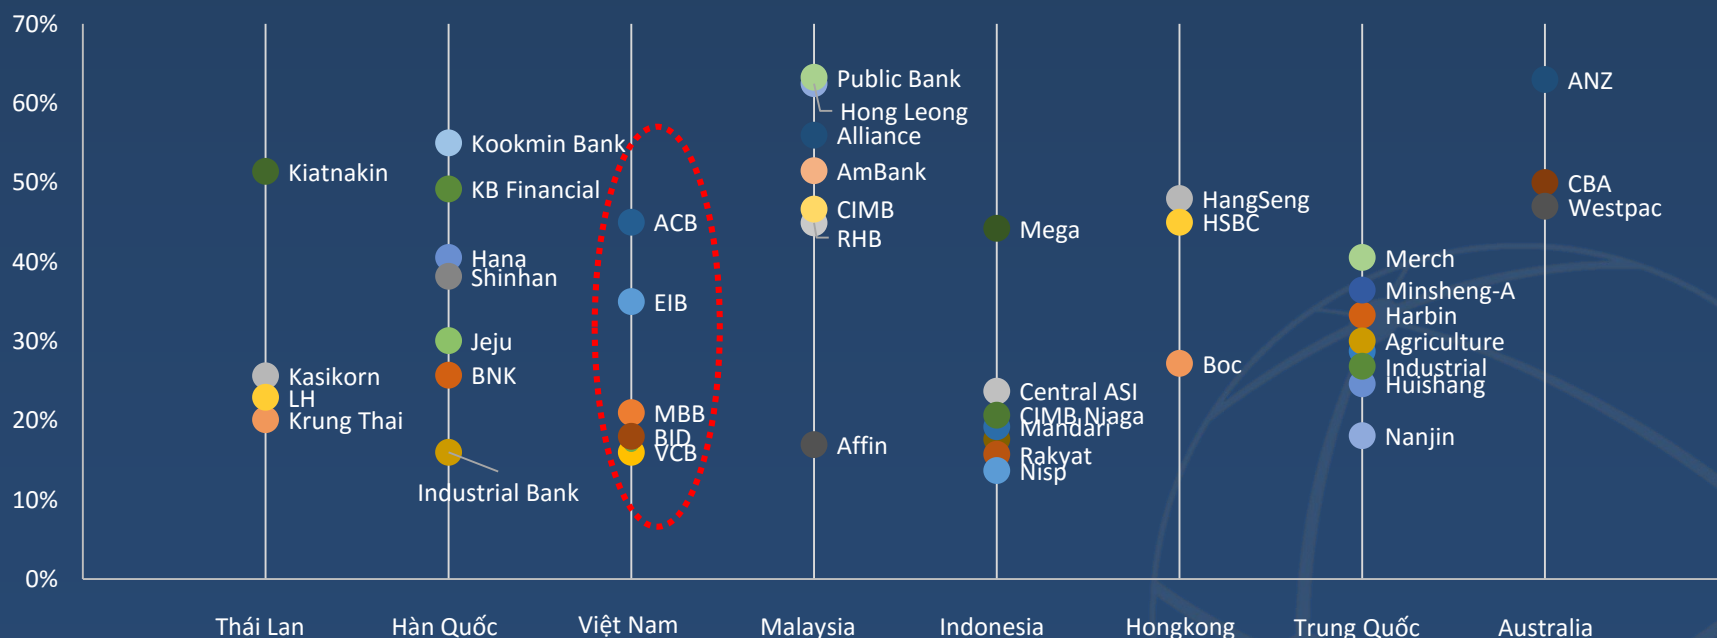 70%
60%
50%
40%
30%
20%
10%
0%
Kiatnakin
Kasikorn
LH
Krung Thai
Kookmin Bank
KB Financial
Hana
Shinhan
Jeju
BNK
Industrial Bank
ACB
EIB
MBB
BID
VCB
Public Bank
Hong Leong
Alliance
AmBank
CIMB
RHB
Affin
Mega
Central ASI
CIMB Niaga
Mandari
Rakyat
Nisp
HangSeng
HSBC
Boc
Merch
Minsheng-A
Harbin
Agriculture
Industrial
Huishang
Nanjin
ANZ
CBA
Westpac
Thái Lan
Hàn Quốc
Việt Nam
Malaysia
Indonesia
Hongkong
Trung Quốc
Australia